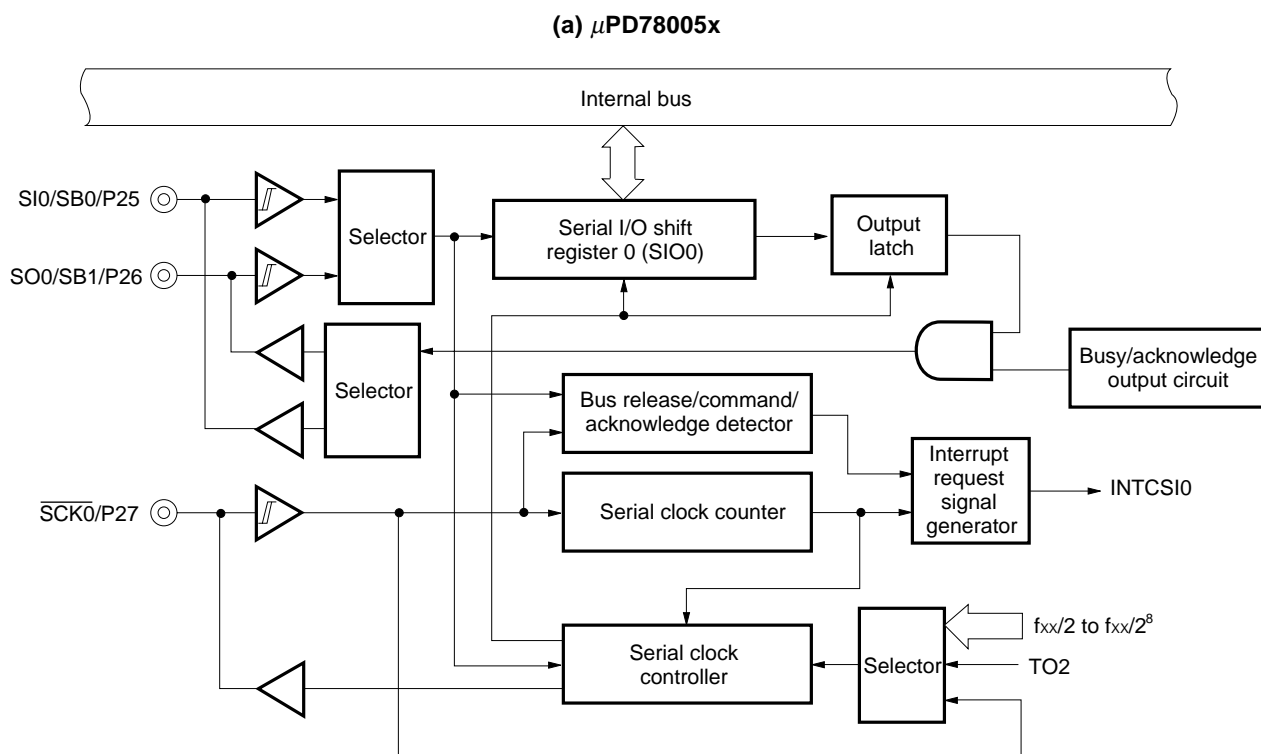 (a) μPD78005x
Internal bus
SI0/SB0/P25
Selector
Serial I/O shift
register 0 (SIO0)
Output
latch
SO0/SB1/P26
Selector
Busy/acknowledge
output circuit
Bus release/command/
acknowledge detector
Interrupt
request
signal
generator
INTCSI0
S̅C̅K̅0̅/P27
Serial clock counter
Serial clock
controller
Selector
fxx/2 to fxx/2⁸
TO2